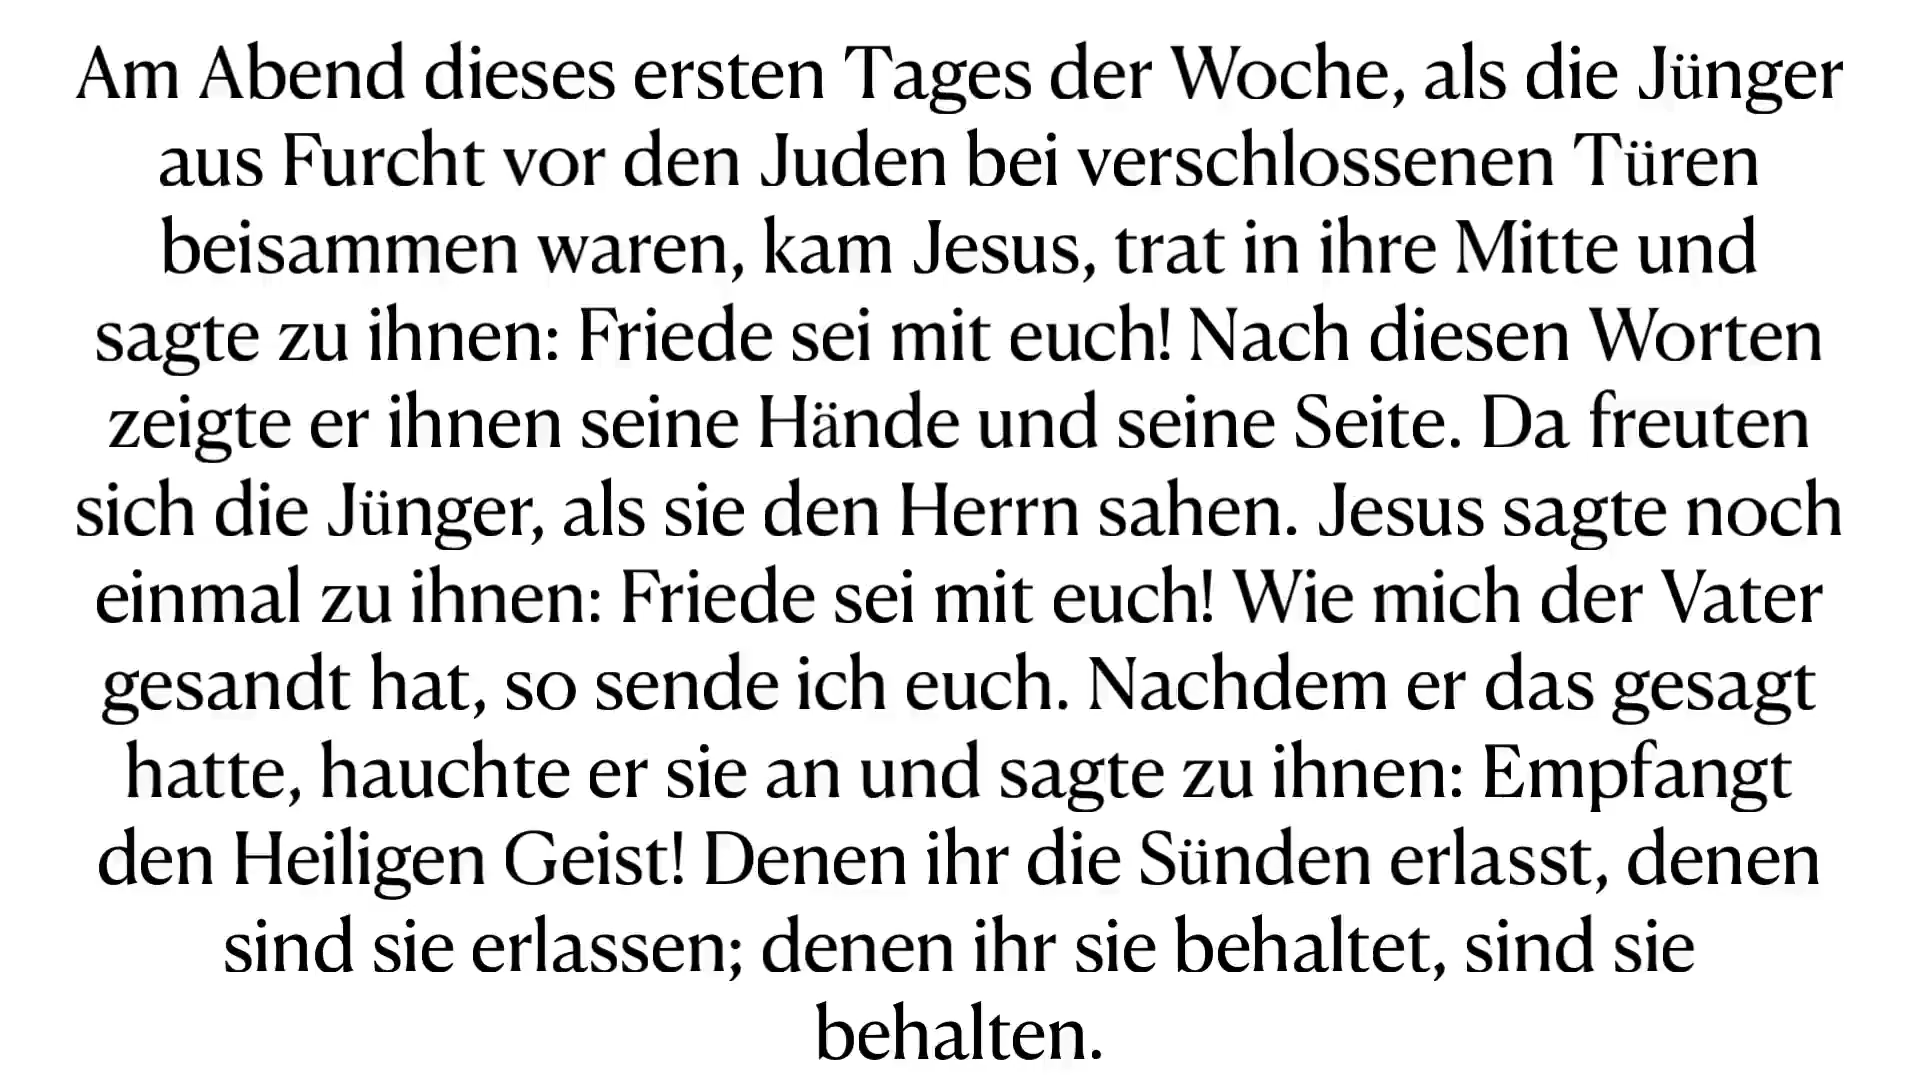 Am Abend dieses ersten Tages der Woche, als die Jünger
aus Furcht vor den Juden bei verschlossenen Türen
beisammen waren, kam Jesus, trat in ihre Mitte und
sagte zu ihnen: Friede sei mit euch! Nach diesen Worten
zeigte er ihnen seine Hände und seine Seite. Da freuten
sich die Jünger, als sie den Herrn sahen. Jesus sagte noch
einmal zu ihnen: Friede sei mit euch! Wie mich der Vater
gesandt hat, so sende ich euch. Nachdem er das gesagt
hatte, hauchte er sie an und sagte zu ihnen: Empfangt
den Heiligen Geist! Denen ihr die Sünden erlasst, denen
sind sie erlassen; denen ihr sie behaltet, sind sie
behalten.